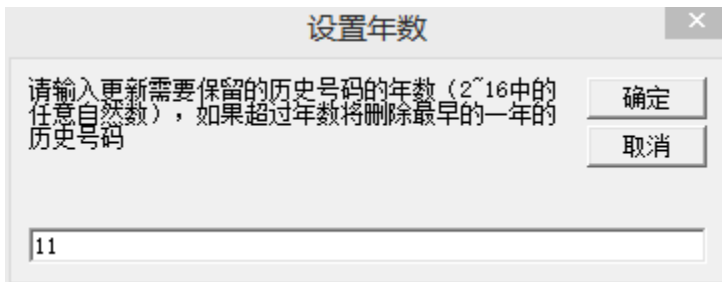 设置年数
请输入更新需要保留的历史号码的年数（2~16中的
任意自然数），如果超过年数将删除最早的一年的
历史号码
确定
取消
11